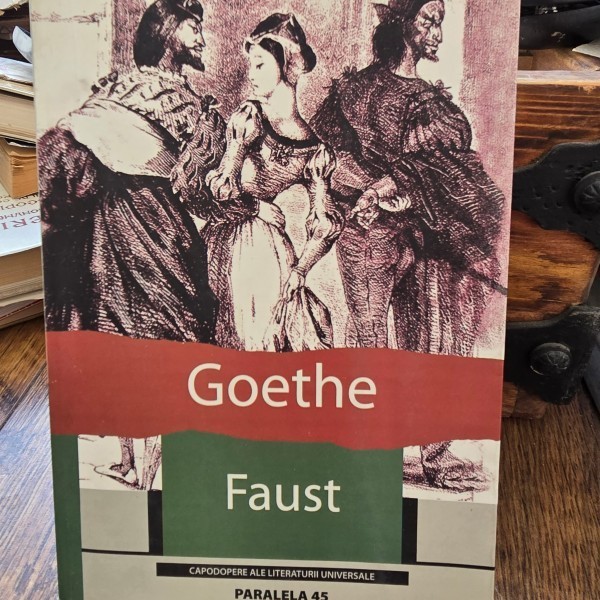 Goethe
Faust
CAPODOPERE ALE LITERATURII UNIVERSALE
PARALELA 45